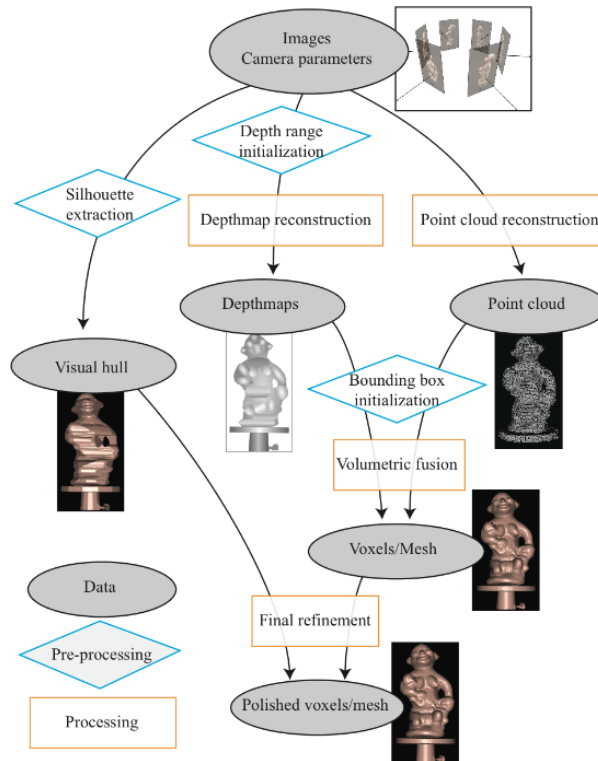 Images
Camera parameters
Depth range
initialization
Silhouette
extraction
Depthmap reconstruction
Point cloud reconstruction
Depthmaps
Point cloud
Visual hull
Bounding box
initialization
Volumetric fusion
Voxels/Mesh
Data
Final refinement
Pre-processing
Polished voxels/mesh
Processing